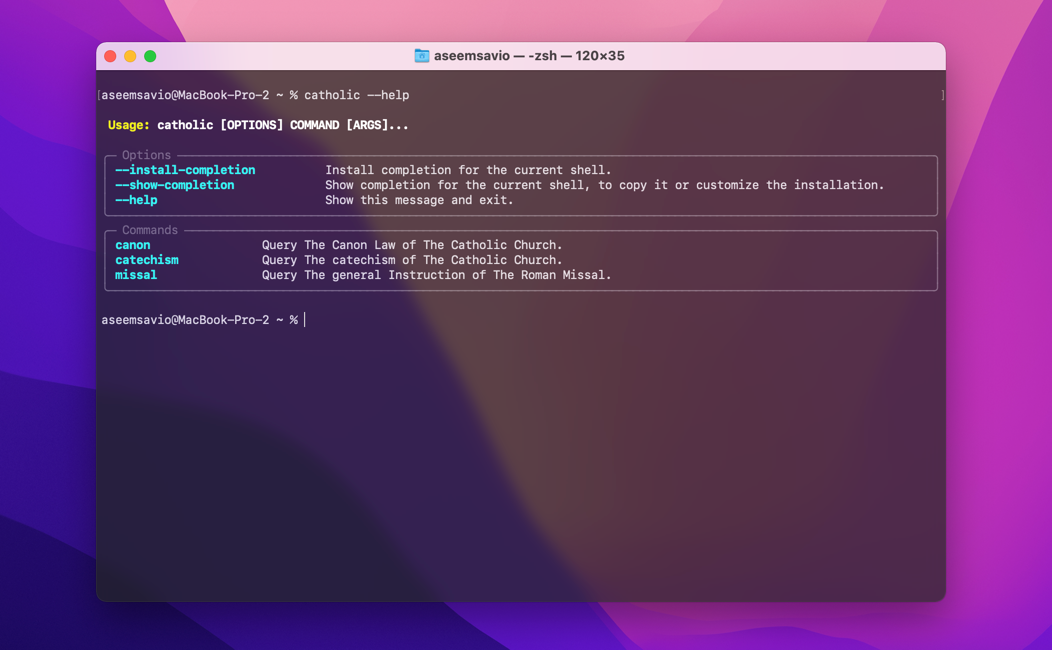 aseemsavio — -zsh — 120×35
[aseemsavio@MacBook-Pro-2 ~ % catholic --help ]
Usage: catholic [OPTIONS] COMMAND [ARGS]...
Options
--install-completion Install completion for the current shell.
--show-completion Show completion for the current shell, to copy it or customize the installation.
--help Show this message and exit.
Commands
canon Query The Canon Law of The Catholic Church.
catechism Query The catechism of The Catholic Church.
missal Query The general Instruction of The Roman Missal.
aseemsavio@MacBook-Pro-2 ~ %